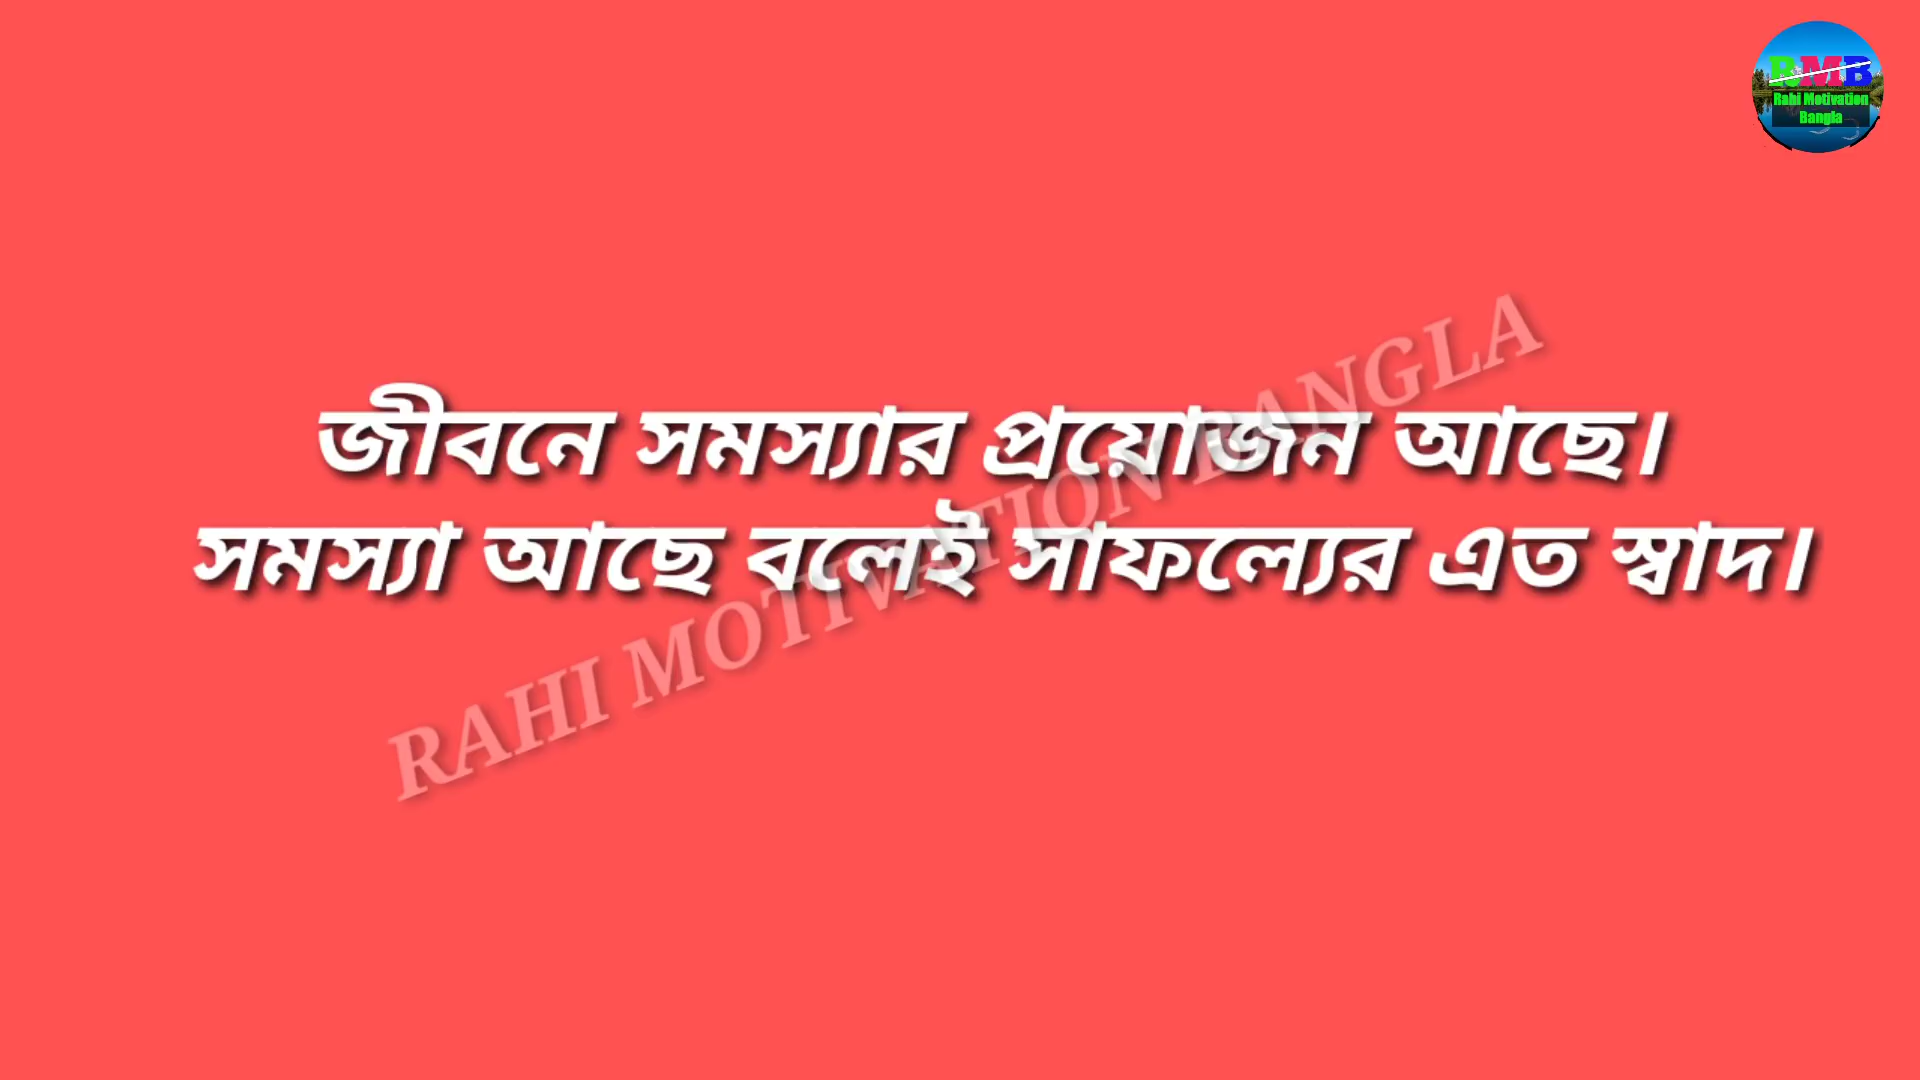 RMB
Rahi Motivation
Bangla
জীবনে সমস্যার প্রয়োজন আছে।
সমস্যা আছে বলেই সাফল্যের এত স্বাদ।
RAHI MOTIVATION BANGLA